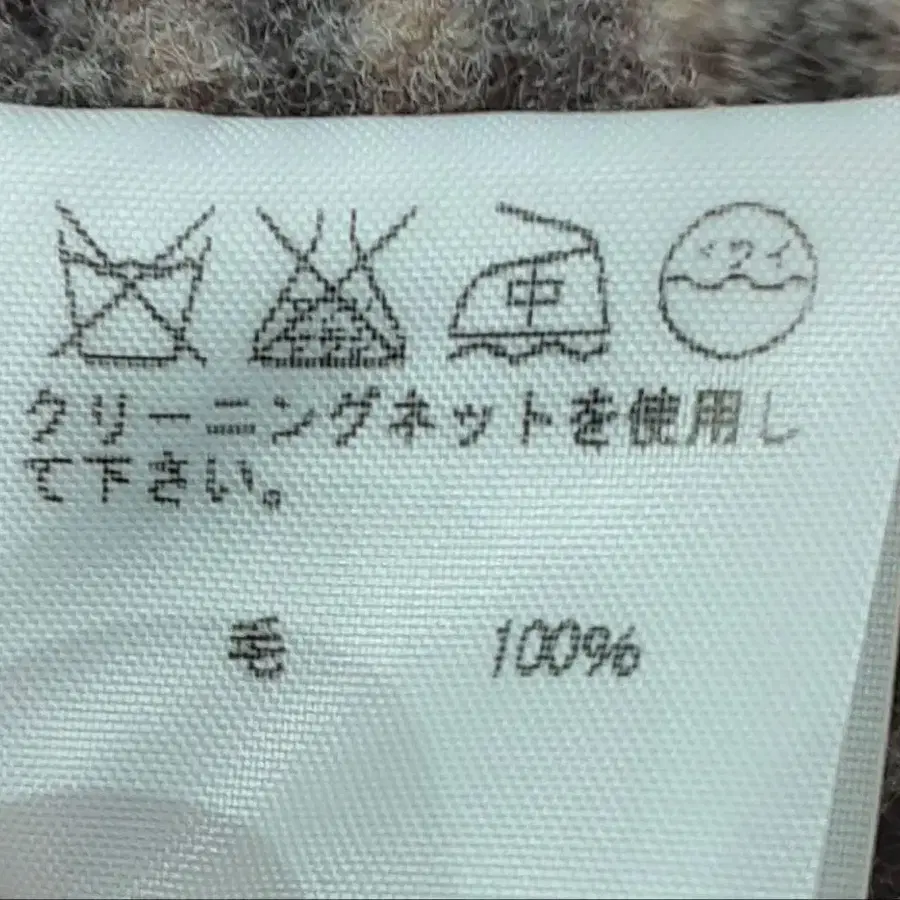 中
ドライ
クリーニングネットを使用し
て下さい。
毛 100%